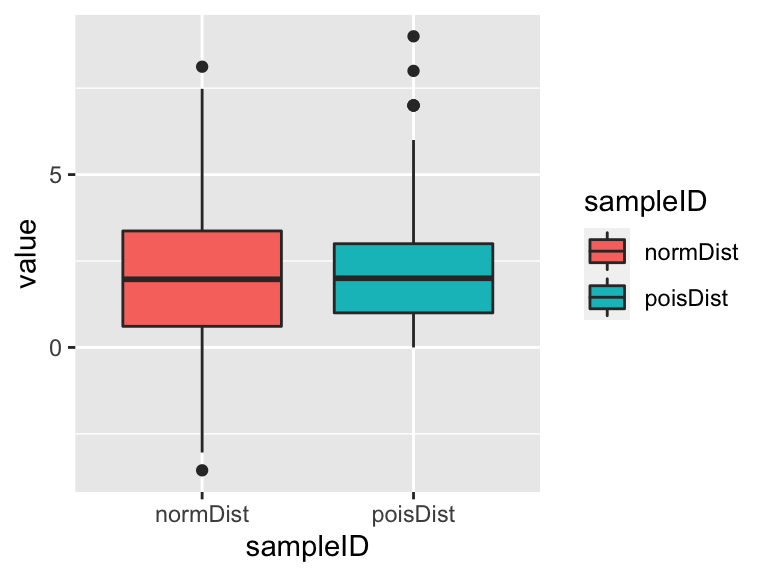 value
5
0
normDist poisDist
sampleID
sampleID
normDist
poisDist